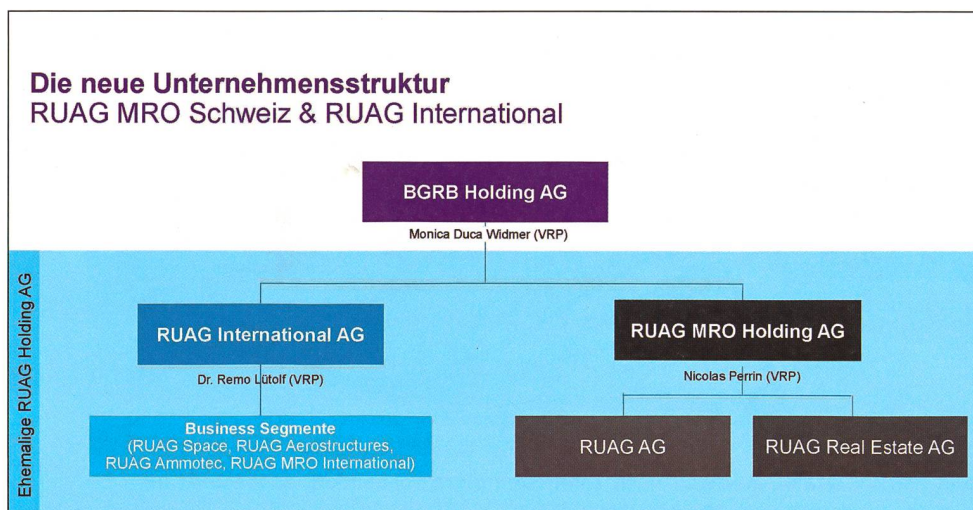 Die neue Unternehmensstruktur
RUAG MRO Schweiz & RUAG International
BGRB Holding AG
Monica Duca Widmer (VRP)
Ehemalige RUAG Holding AG
RUAG International AG
Dr. Remo Lütolf (VRP)
Business Segmente
(RUAG Space, RUAG Aerostructures,
RUAG Ammotec, RUAG MRO International)
RUAG MRO Holding AG
Nicolas Perrin (VRP)
RUAG AG
RUAG Real Estate AG